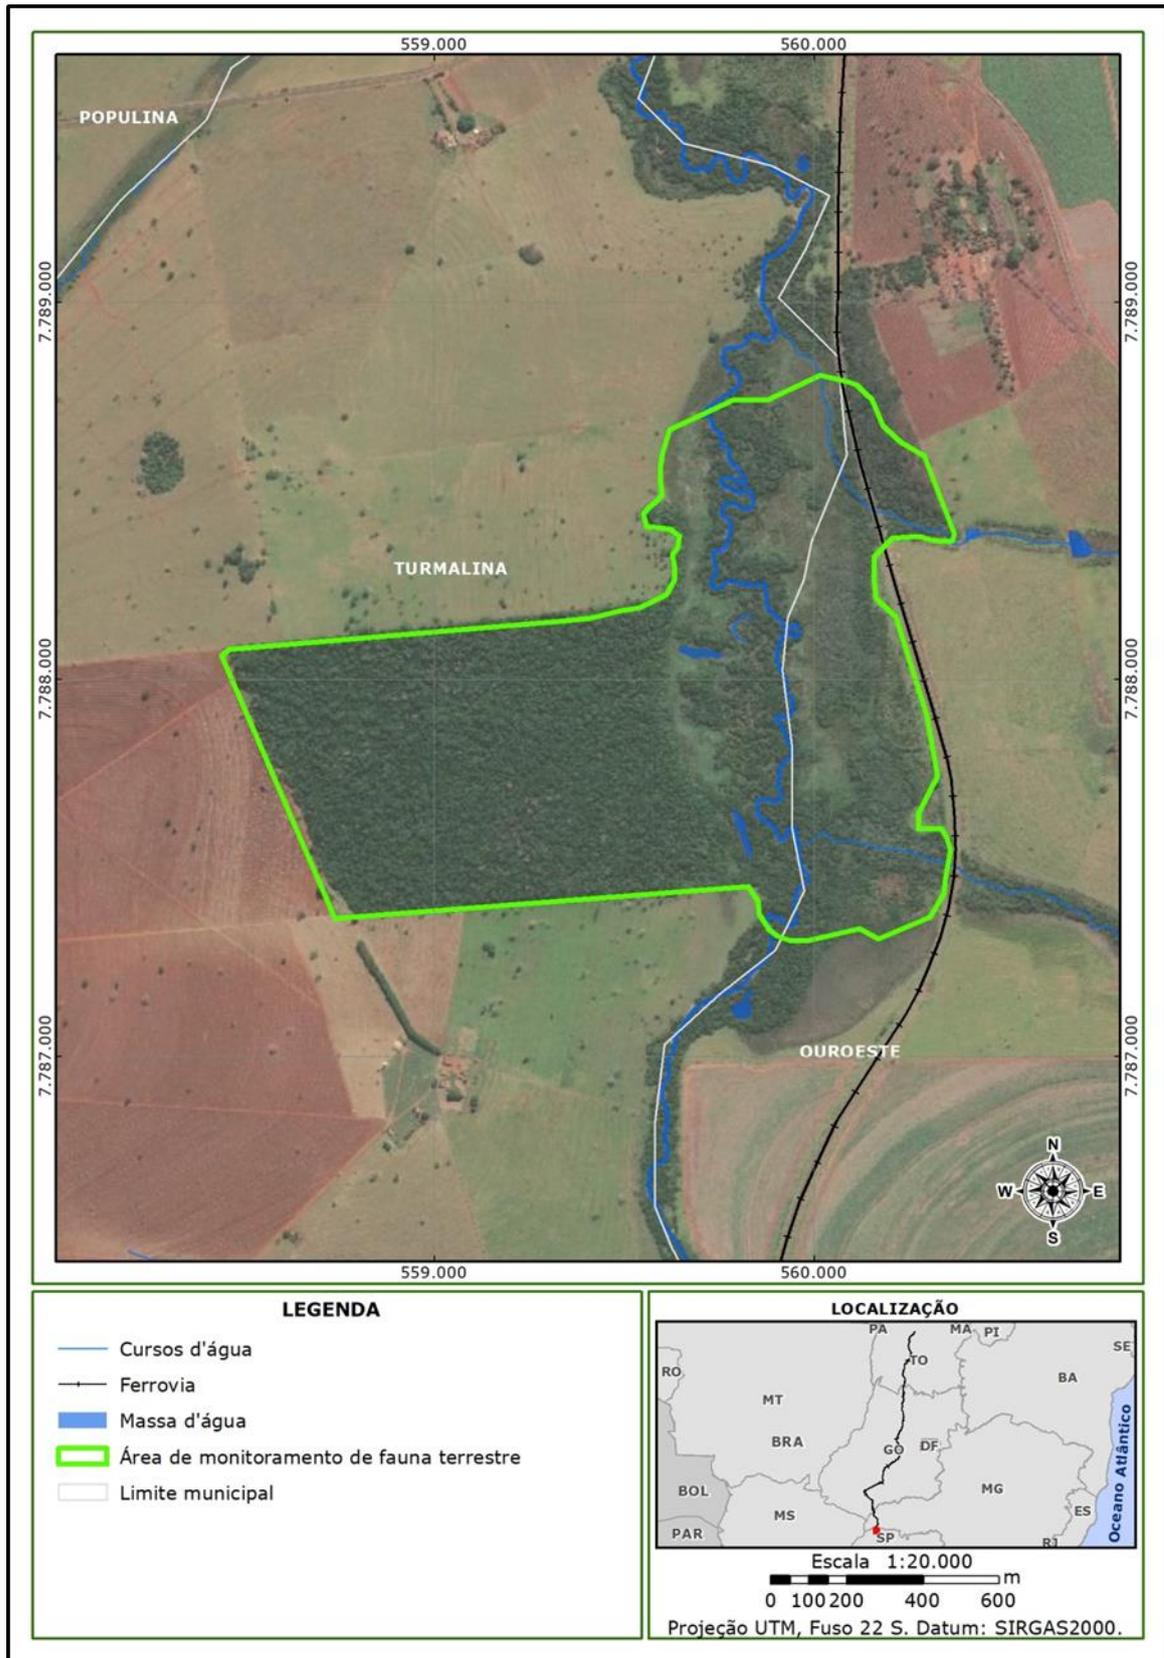 559.000 560.000
POPULINA
7.789.000 7.789.000
TURMALINA
7.788.000 7.788.000
OUROESTE
7.787.000 7.787.000
N
W E
S
559.000 560.000
LEGENDA
Cursos d'água
Ferrovia
Massa d'água
Área de monitoramento de fauna terrestre
Limite municipal
LOCALIZAÇÃO
PA MA PI
SE
RO TO
BA
MT
BRA
GO DF
BOL MG
MS ES
PAR SP RJ
Oceano Atlântico
Escala 1:20.000
m
0 100 200 400 600
Projeção UTM, Fuso 22 S. Datum: SIRGAS2000.